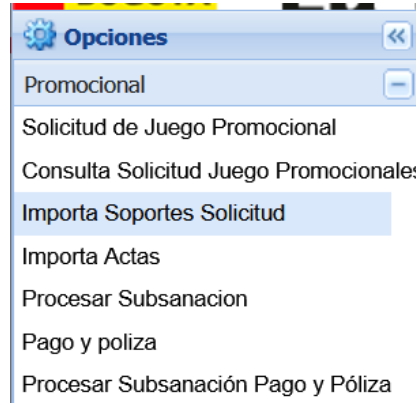 Opciones
Promocional
Solicitud de Juego Promocional
Consulta Solicitud Juego Promocionales
Importa Soportes Solicitud
Importa Actas
Procesar Subsanacion
Pago y poliza
Procesar Subsanación Pago y Póliza